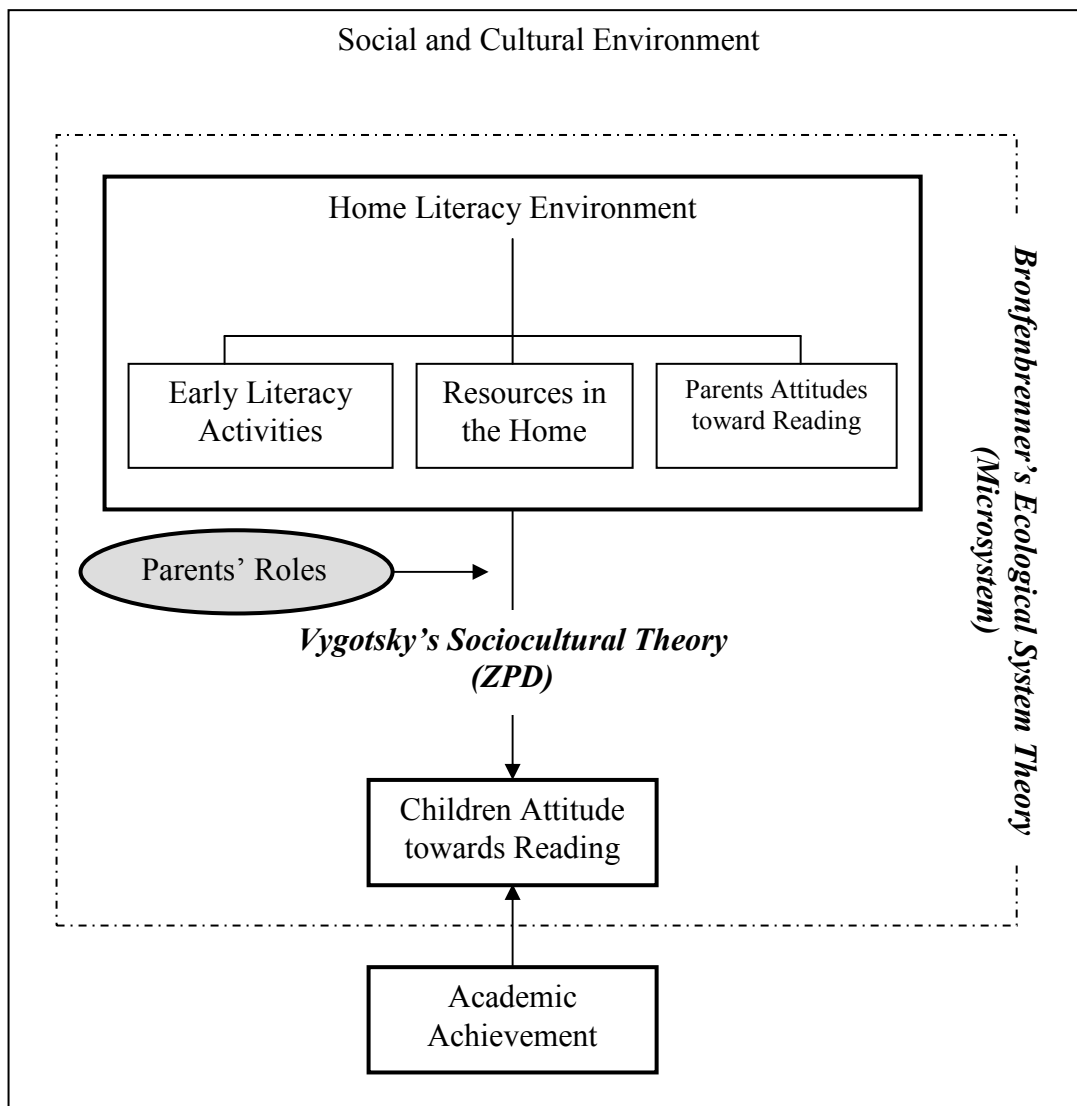 Social and Cultural Environment
Home Literacy Environment
Early Literacy
Activities
Resources in
the Home
Parents Attitudes
toward Reading
Bronfenbrenner’s Ecological System Theory
(Microsystem)
Parents’ Roles
Vygotsky’s Sociocultural Theory
(ZPD)
Children Attitude
towards Reading
Academic
Achievement